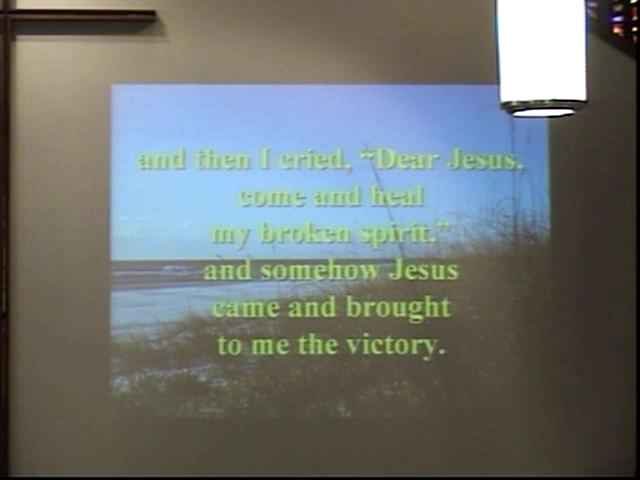 and then I cried, “Dear Jesus,
come and heal
my broken spirit,”
and somehow Jesus
came and brought
to me the victory.